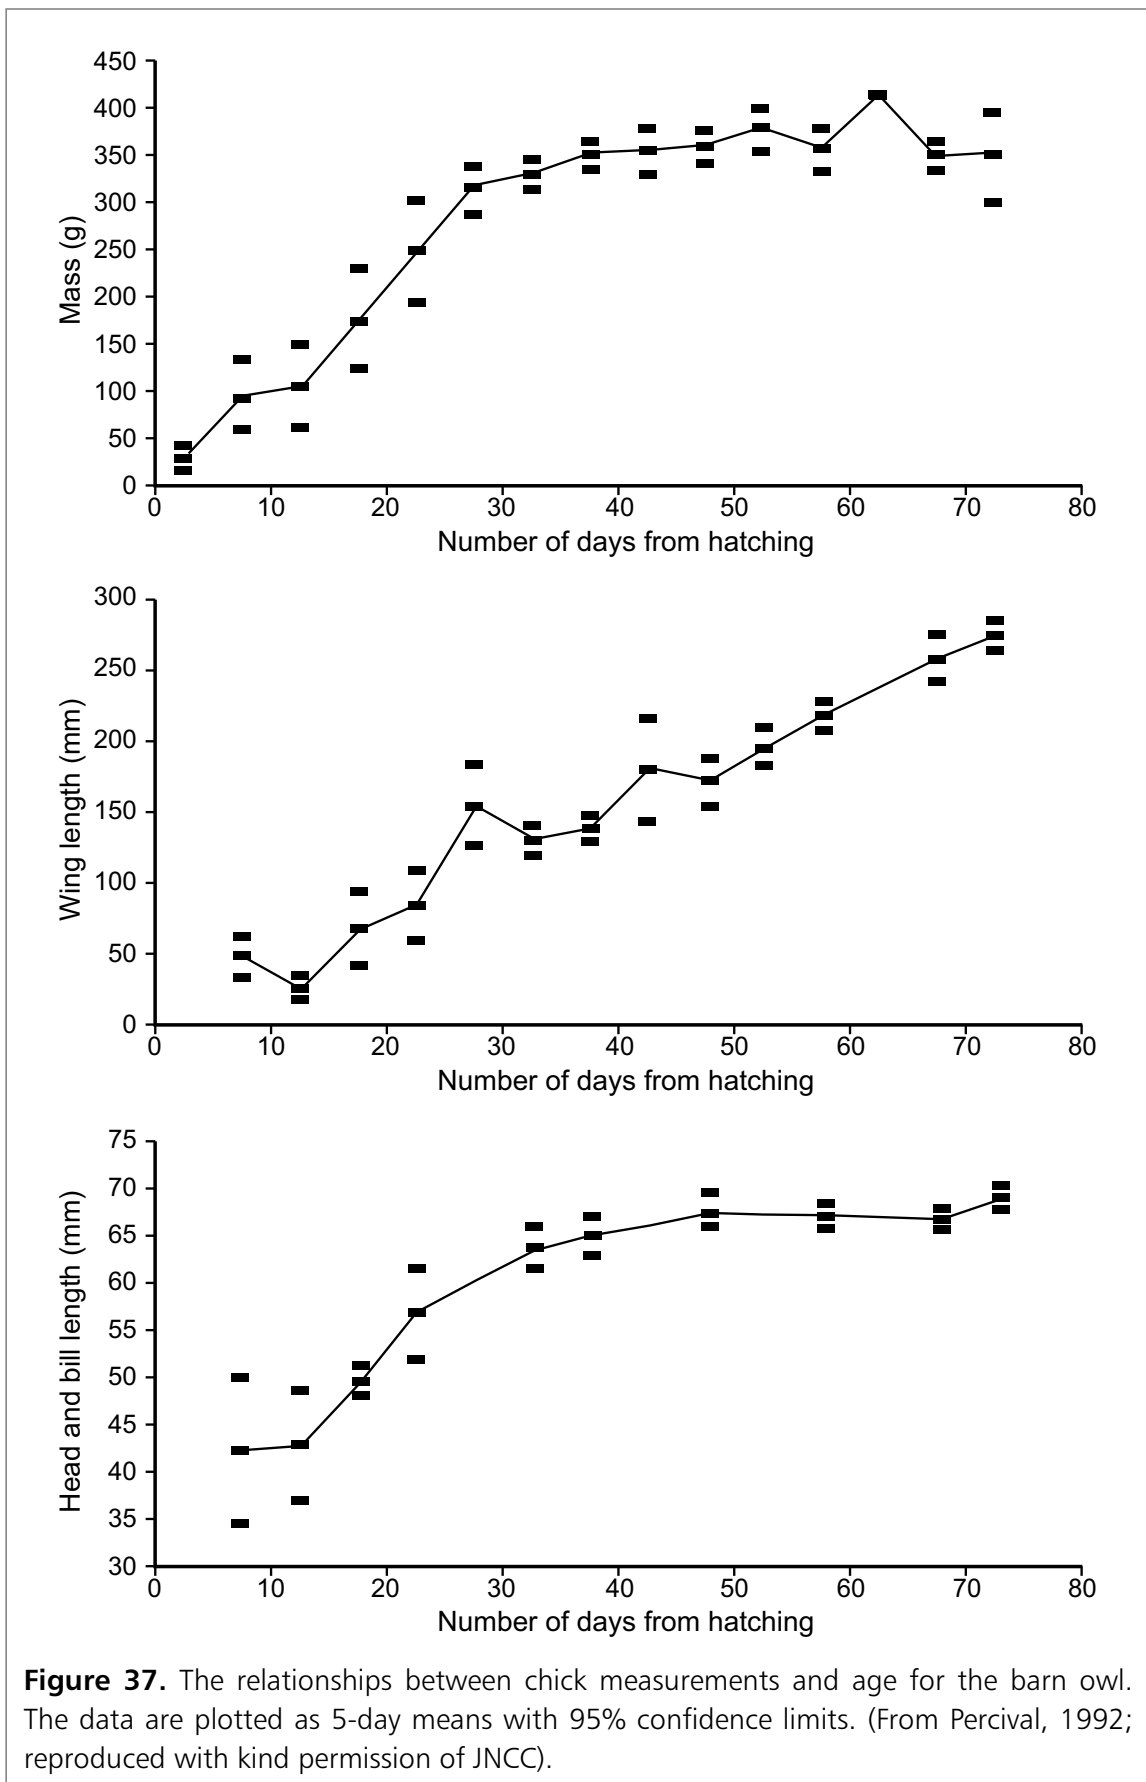 450
400
350
300
250
200
150
100
50
0
Mass (g)
0 10 20 30 40 50 60 70 80
Number of days from hatching
300
250
200
150
100
50
0
Wing length (mm)
0 10 20 30 40 50 60 70 80
Number of days from hatching
75
70
65
60
55
50
45
40
35
30
Head and bill length (mm)
0 10 20 30 40 50 60 70 80
Number of days from hatching
Figure 37. The relationships between chick measurements and age for the barn owl.
The data are plotted as 5-day means with 95% confidence limits. (From Percival, 1992;
reproduced with kind permission of JNCC).